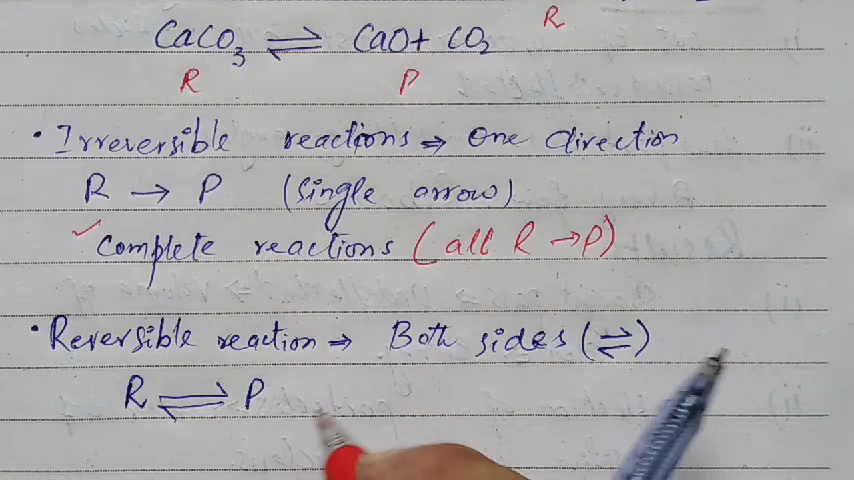 R
CaCO₃ ⇌ CaO + CO₂
R P
• Irreversible reactions ⇒ One direction
R → P (Single arrow)
✓ Complete reactions (all R → P)
• Reversible reaction ⇒ Both sides (⇌)
R ⇌ P